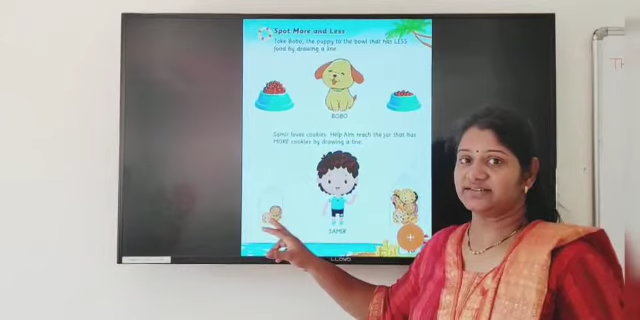 Spot More and Less
Take Bobo, the puppy to the bowl that has LESS
food by drawing a line.
BOBO
Samir loves cookies. Help him reach the jar that has
MORE cookies by drawing a line.
SAMIR
TH